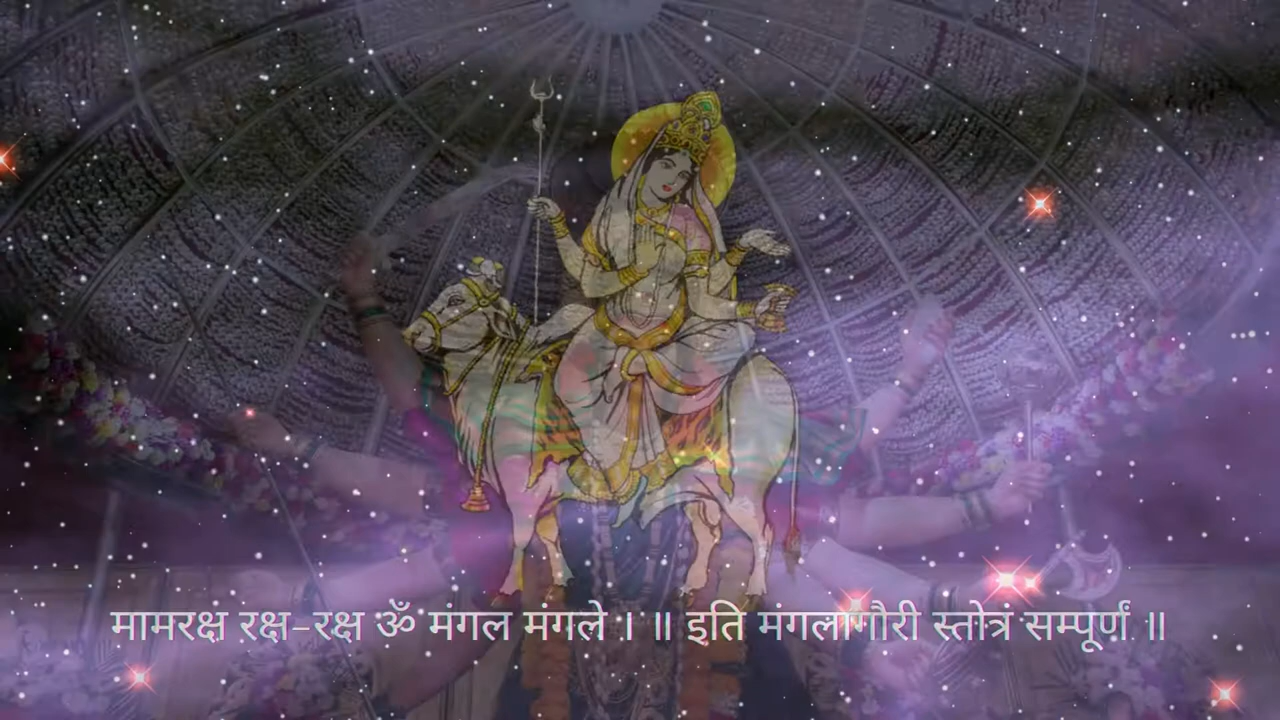 मामरक्ष रक्ष-रक्ष ॐ मंगल मंगले । ॥ इति मंगलागौरी स्तोत्रं सम्पूर्णं ॥